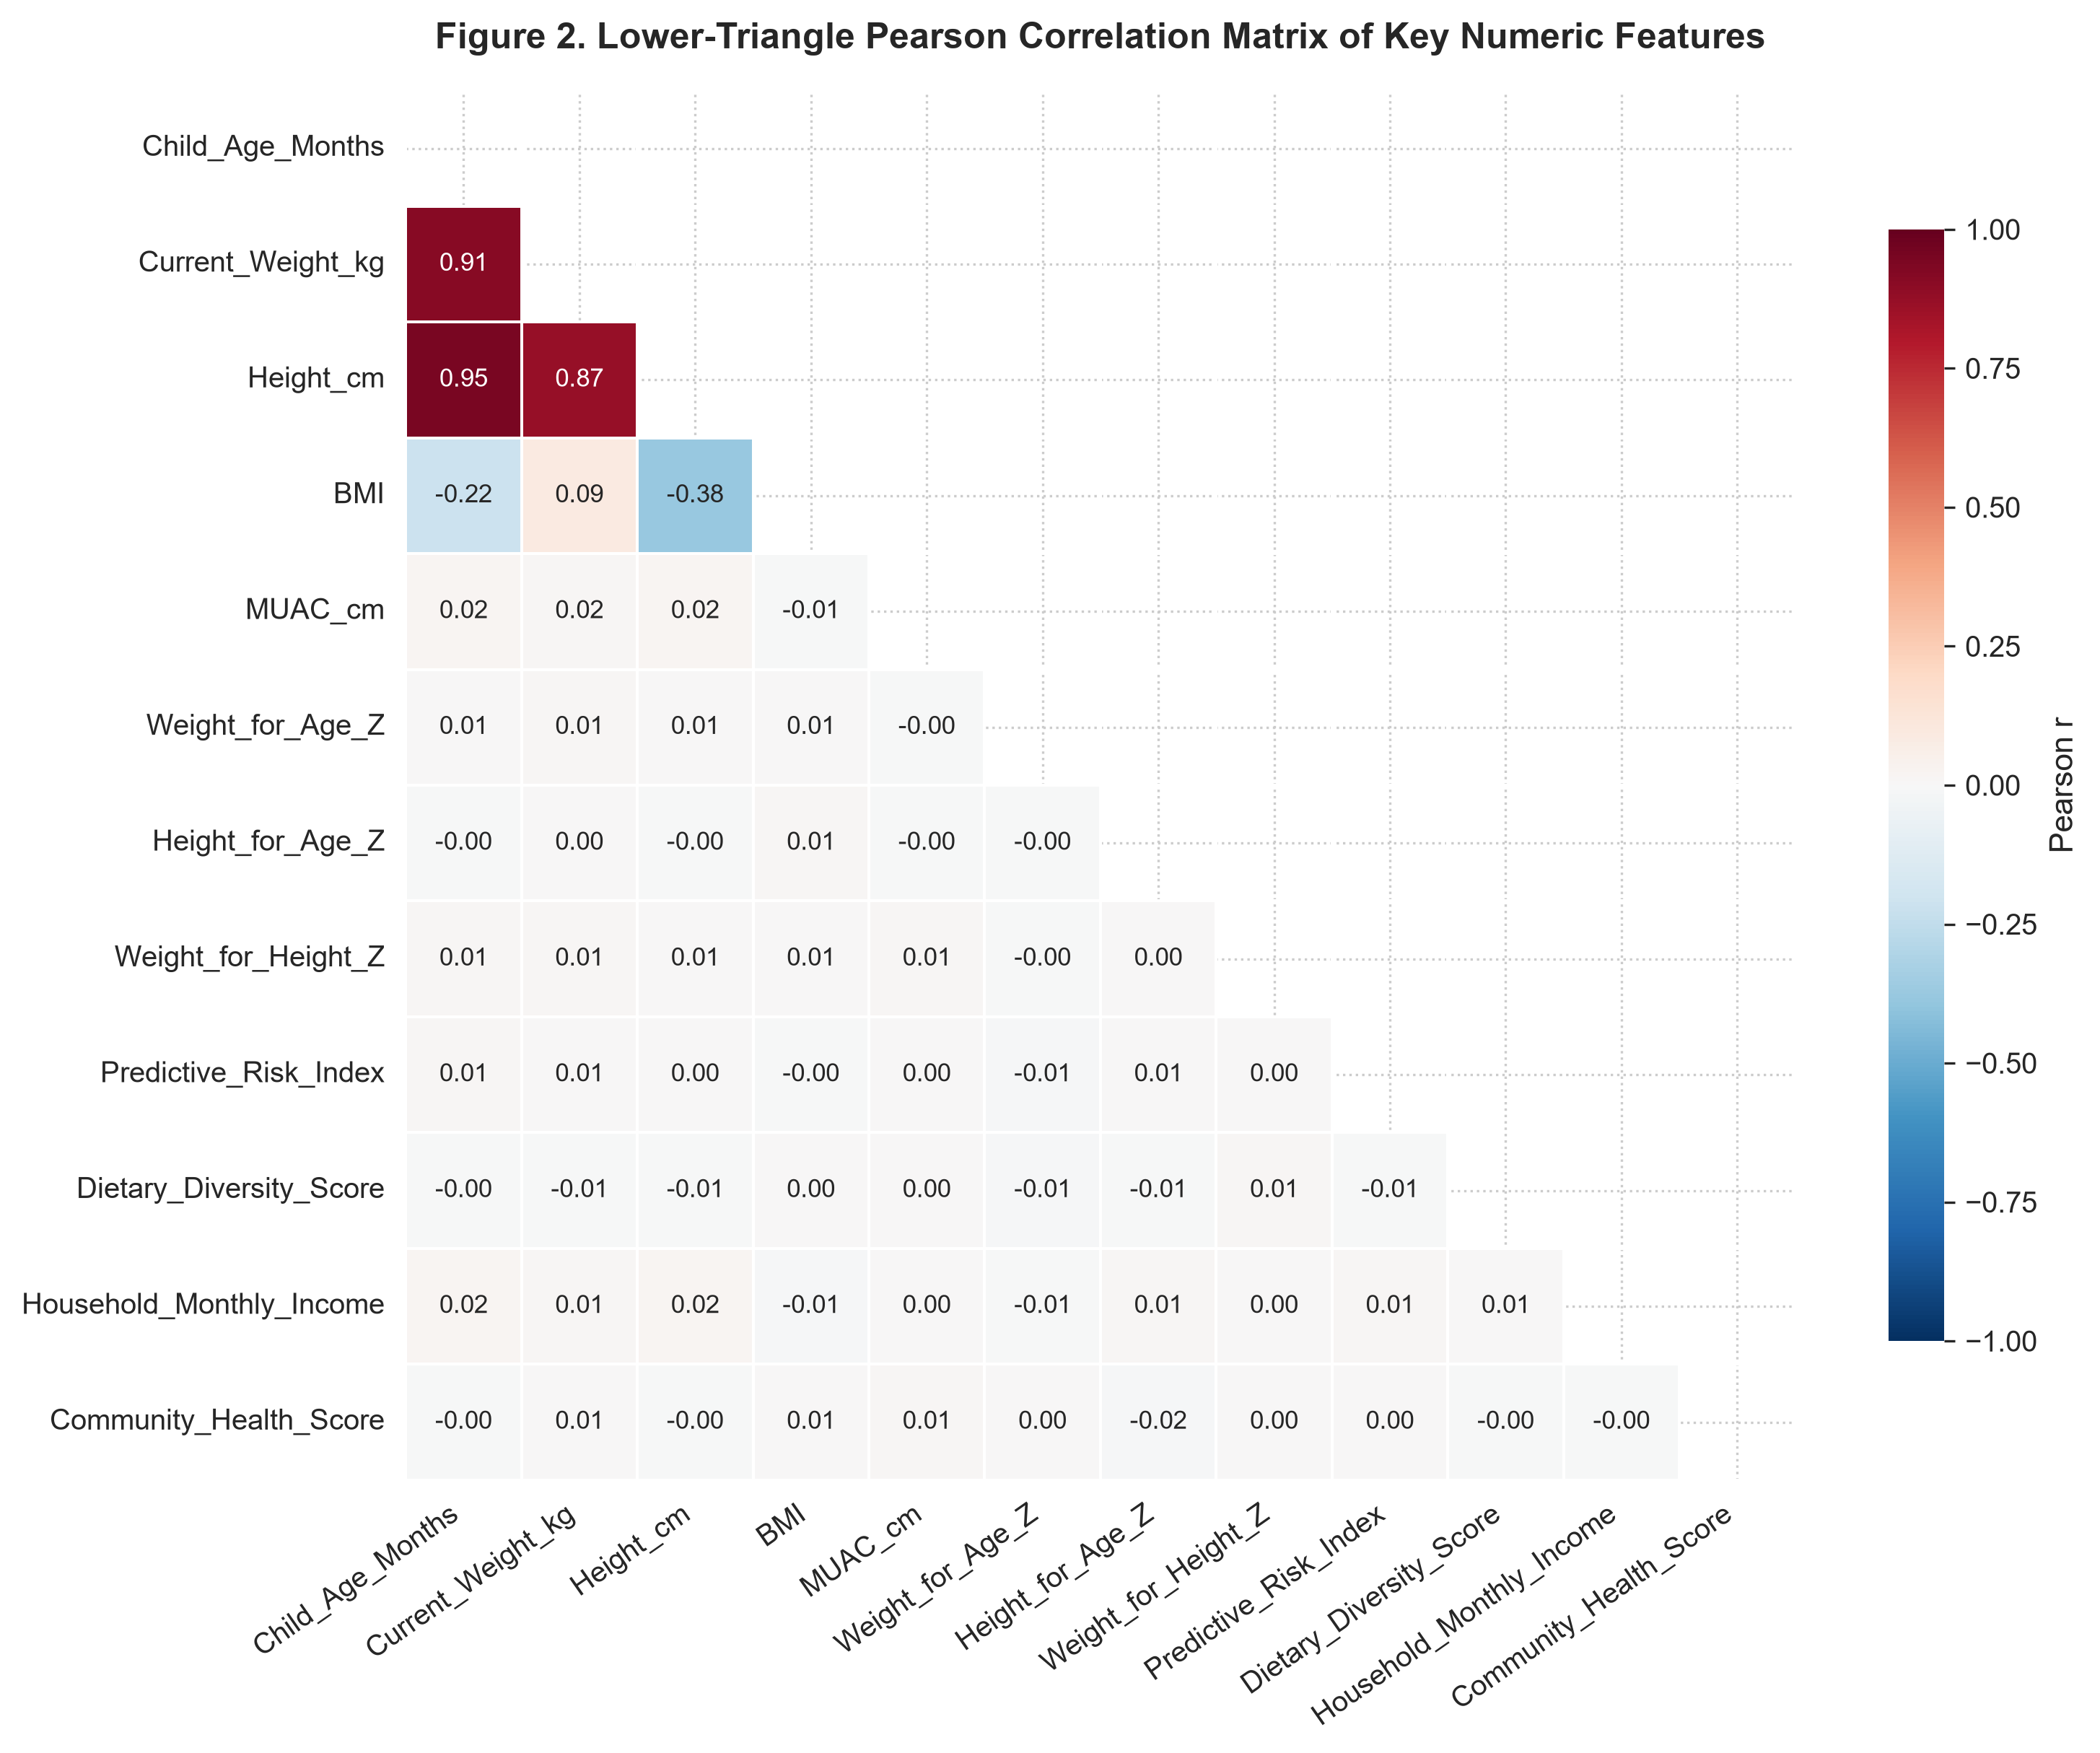 Figure 2. Lower-Triangle Pearson Correlation Matrix of Key Numeric Features
Child_Age_Months
Current_Weight_kg
0.91
Height_cm
0.95 0.87
BMI
-0.22 0.09 -0.38
MUAC_cm
0.02 0.02 0.02 -0.01
Weight_for_Age_Z
0.01 0.01 0.01 0.01 -0.00
Height_for_Age_Z
-0.00 0.00 -0.00 0.01 -0.00 -0.00
Weight_for_Height_Z
0.01 0.01 0.01 0.01 0.01 -0.00 0.00
Predictive_Risk_Index
0.01 0.01 0.00 -0.00 0.00 -0.01 0.01 0.00
Dietary_Diversity_Score
-0.00 -0.01 -0.01 0.00 0.00 -0.01 -0.01 0.01 -0.01
Household_Monthly_Income
0.02 0.01 0.02 -0.01 0.00 -0.01 0.01 0.00 0.01 0.01
Community_Health_Score
-0.00 0.01 -0.00 0.01 0.01 0.00 -0.02 0.00 0.00 -0.00 -0.00
Child_Age_Months
Current_Weight_kg
Height_cm
BMI
MUAC_cm
Weight_for_Age_Z
Height_for_Age_Z
Weight_for_Height_Z
Predictive_Risk_Index
Dietary_Diversity_Score
Household_Monthly_Income
Community_Health_Score
1.00
0.75
0.50
0.25
0.00
−0.25
−0.50
−0.75
−1.00
Pearson r